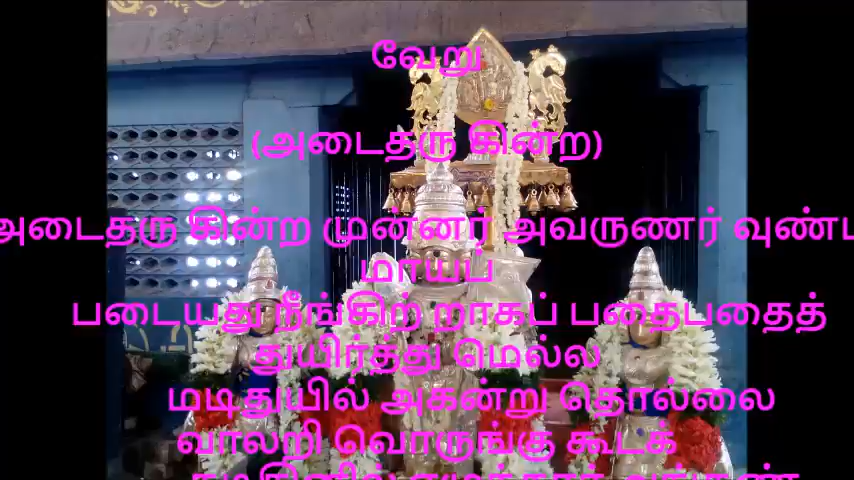 வேறு
(அடைதரு கின்ற)
அடைதரு கின்ற முன்னர் அவருணர் வுண்ட
மாயப்
படையது நீங்கிற் றாகப் பதைபதைத்
துயிர்த்து மெல்ல
மடிதுயில் அகன்று தொல்லை
வாலறி வொருங்கு கூடக்